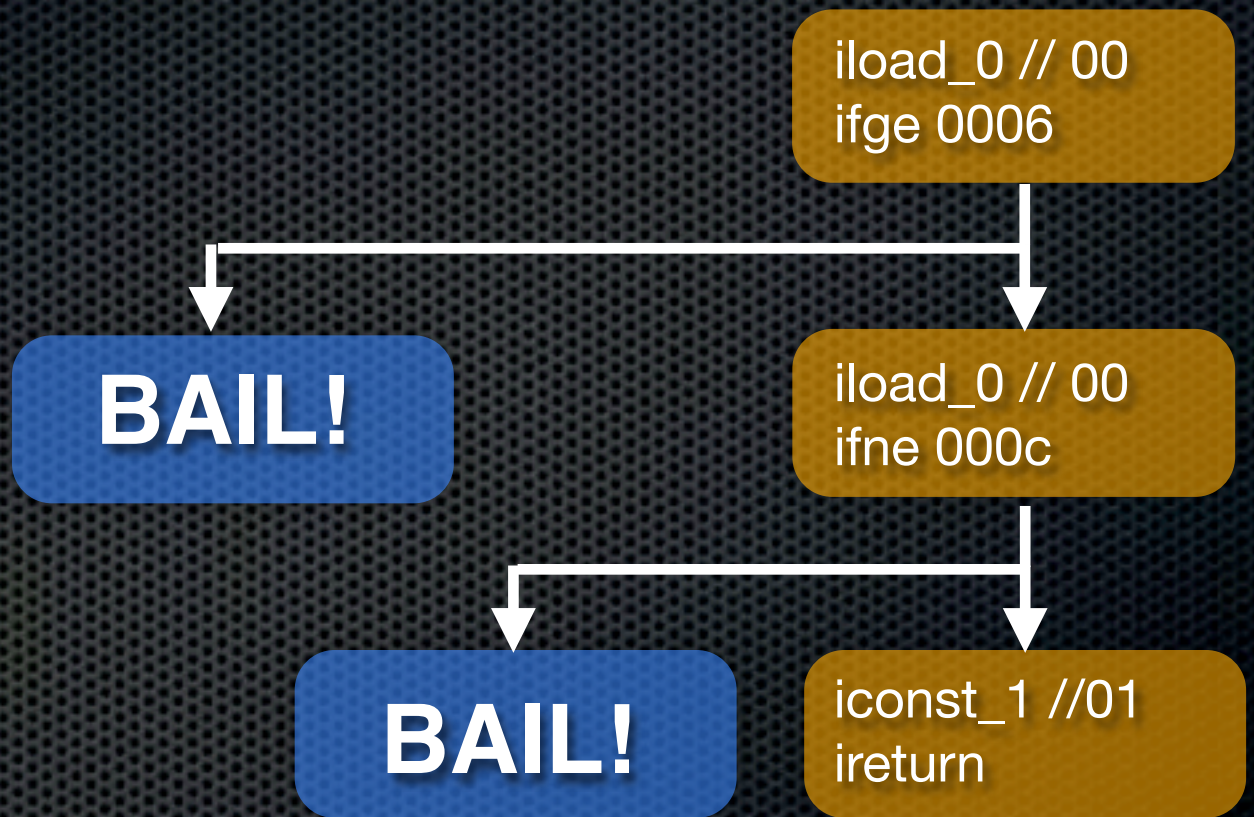 iload_0 // 00
ifge 0006
BAIL!
iload_0 // 00
ifne 000c
BAIL!
iconst_1 //01
ireturn